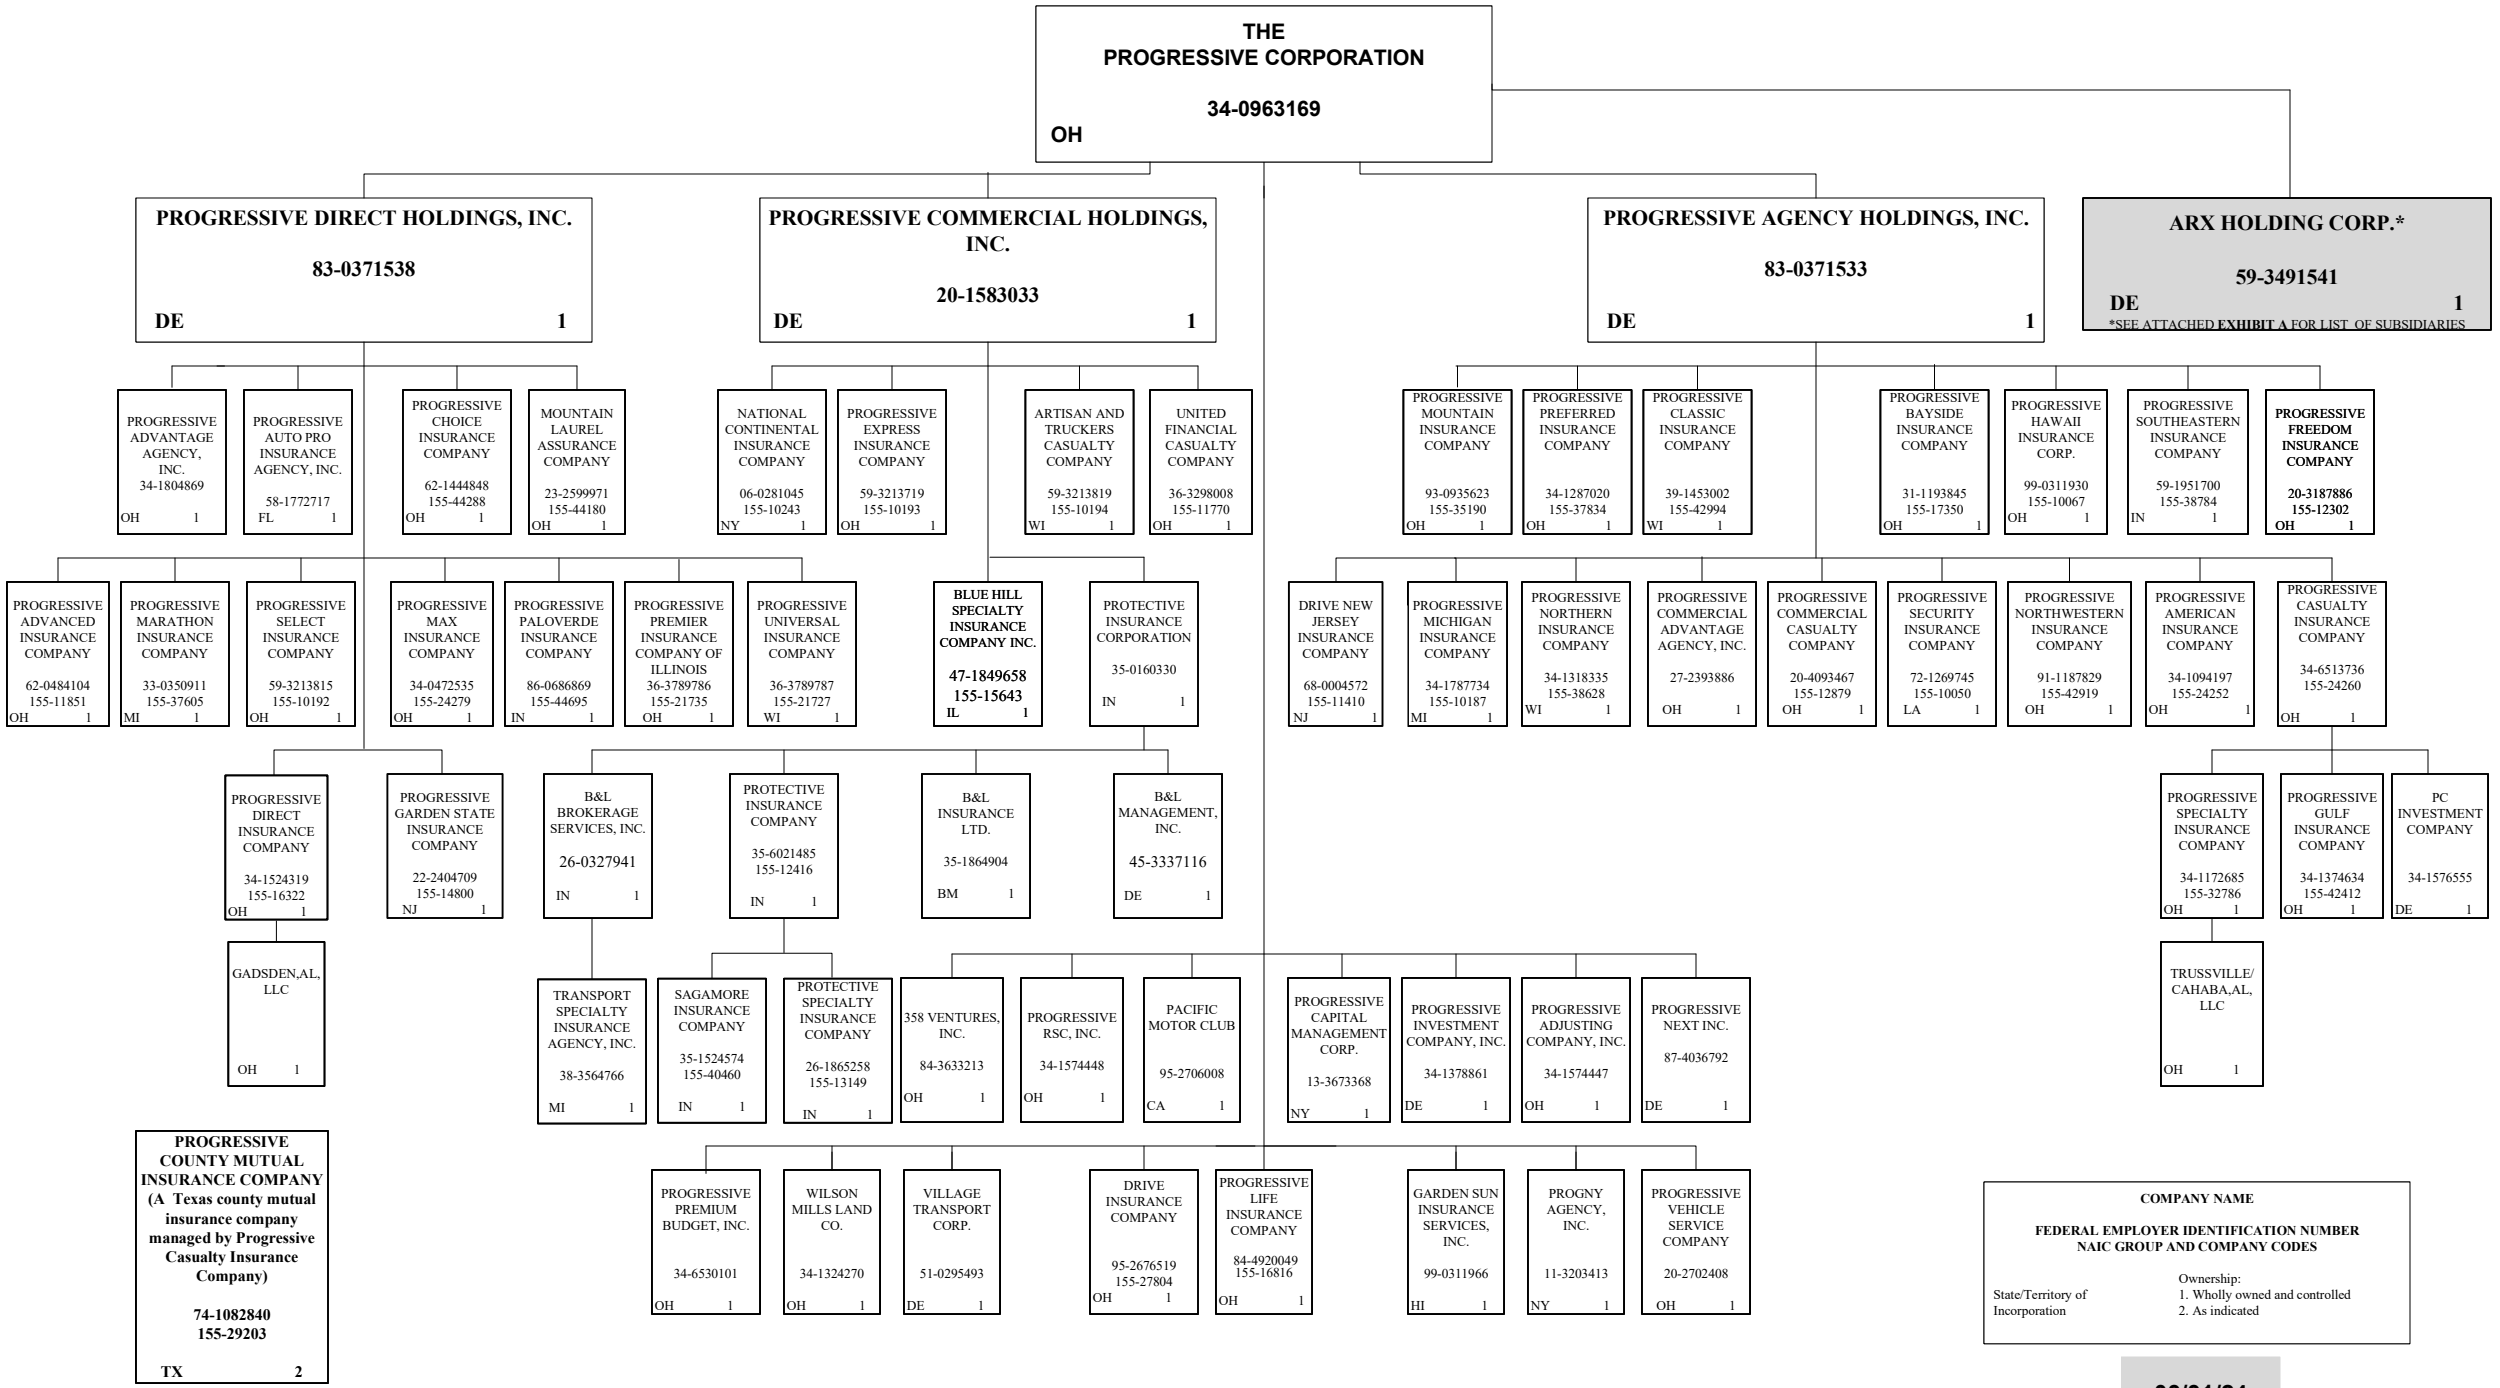 THE
PROGRESSIVE CORPORATION
34-0963169
OH
PROGRESSIVE DIRECT HOLDINGS, INC.
83-0371538
DE 1
PROGRESSIVE COMMERCIAL HOLDINGS,
INC.
20-1583033
DE 1
PROGRESSIVE AGENCY HOLDINGS, INC.
83-0371533
DE 1
ARX HOLDING CORP.*
59-3491541
DE 1
*SEE ATTACHED EXHIBIT A FOR LIST OF SUBSIDIARIES
PROGRESSIVE
ADVANTAGE
AGENCY,
INC.
34-1804869
OH 1
PROGRESSIVE
AUTO PRO
INSURANCE
AGENCY, INC.
58-1772717
FL 1
PROGRESSIVE
CHOICE
INSURANCE
COMPANY
62-1444848
155-44288
OH 1
MOUNTAIN
LAUREL
ASSURANCE
COMPANY
23-2599971
155-44180
OH 1
NATIONAL
CONTINENTAL
INSURANCE
COMPANY
06-0281045
155-10243
NY 1
PROGRESSIVE
EXPRESS
INSURANCE
COMPANY
59-3213719
155-10193
OH 1
ARTISAN AND
TRUCKERS
CASUALTY
COMPANY
59-3213819
155-10194
WI 1
UNITED
FINANCIAL
CASUALTY
COMPANY
36-3298008
155-11770
OH 1
PROGRESSIVE
MOUNTAIN
INSURANCE
COMPANY
93-0935623
155-35190
OH 1
PROGRESSIVE
PREFERRED
INSURANCE
COMPANY
34-1287020
155-37834
OH 1
PROGRESSIVE
CLASSIC
INSURANCE
COMPANY
39-1453002
155-42994
WI 1
PROGRESSIVE
BAYSIDE
INSURANCE
COMPANY
31-1193845
155-17350
OH 1
PROGRESSIVE
HAWAII
INSURANCE
CORP.
99-0311930
155-10067
OH 1
PROGRESSIVE
SOUTHEASTERN
INSURANCE
COMPANY
59-1951700
155-38784
IN 1
PROGRESSIVE
FREEDOM
INSURANCE
COMPANY
20-3187886
155-12302
OH 1
PROGRESSIVE
ADVANCED
INSURANCE
COMPANY
62-0484104
155-11851
OH 1
PROGRESSIVE
MARATHON
INSURANCE
COMPANY
33-0350911
155-37605
MI 1
PROGRESSIVE
SELECT
INSURANCE
COMPANY
59-3213815
155-10192
OH 1
PROGRESSIVE
MAX
INSURANCE
COMPANY
34-0472535
155-24279
OH 1
PROGRESSIVE
PALOVERDE
INSURANCE
COMPANY
86-0686869
155-44695
IN 1
PROGRESSIVE
PREMIER
INSURANCE
COMPANY OF
ILLINOIS
36-3789786
155-21735
OH 1
PROGRESSIVE
UNIVERSAL
INSURANCE
COMPANY
36-3789787
155-21727
WI 1
BLUE HILL
SPECIALTY
INSURANCE
COMPANY INC.
47-1849658
155-15643
IL 1
PROTECTIVE
INSURANCE
CORPORATION
35-0160330
IN 1
DRIVE NEW
JERSEY
INSURANCE
COMPANY
68-0004572
155-11410
NJ 1
PROGRESSIVE
MICHIGAN
INSURANCE
COMPANY
34-1787734
155-10187
MI 1
PROGRESSIVE
NORTHERN
INSURANCE
COMPANY
34-1318335
155-38628
WI 1
PROGRESSIVE
COMMERCIAL
ADVANTAGE
AGENCY, INC.
27-2393886
OH 1
PROGRESSIVE
COMMERCIAL
CASUALTY
COMPANY
20-4093467
155-12879
OH 1
PROGRESSIVE
SECURITY
INSURANCE
COMPANY
72-1269745
155-10050
LA 1
PROGRESSIVE
NORTHWESTERN
INSURANCE
COMPANY
91-1187829
155-42919
OH 1
PROGRESSIVE
AMERICAN
INSURANCE
COMPANY
34-1094197
155-24252
OH 1
PROGRESSIVE
CASUALTY
INSURANCE
COMPANY
34-6513736
155-24260
OH 1
PROGRESSIVE
DIRECT
INSURANCE
COMPANY
34-1524319
155-16322
OH 1
PROGRESSIVE
GARDEN STATE
INSURANCE
COMPANY
22-2404709
155-14800
NJ 1
B&L
BROKERAGE
SERVICES, INC.
26-0327941
IN 1
PROTECTIVE
INSURANCE
COMPANY
35-6021485
155-12416
IN 1
B&L
INSURANCE
LTD.
35-1864904
BM 1
B&L
MANAGEMENT,
INC.
45-3337116
DE 1
PROGRESSIVE
SPECIALTY
INSURANCE
COMPANY
34-1172685
155-32786
OH 1
PROGRESSIVE
GULF
INSURANCE
COMPANY
34-1374634
155-42412
OH 1
PC
INVESTMENT
COMPANY
34-1576555
DE 1
GADSDEN,AL,
LLC
OH 1
TRANSPORT
SPECIALTY
INSURANCE
AGENCY, INC.
38-3564766
MI 1
SAGAMORE
INSURANCE
COMPANY
35-1524574
155-40460
IN 1
PROTECTIVE
SPECIALTY
INSURANCE
COMPANY
26-1865258
155-13149
IN 1
358 VENTURES,
INC.
84-3633213
OH 1
PROGRESSIVE
RSC, INC.
34-1574448
OH 1
PACIFIC
MOTOR CLUB
95-2706008
CA 1
PROGRESSIVE
CAPITAL
MANAGEMENT
CORP.
13-3673368
NY 1
PROGRESSIVE
INVESTMENT
COMPANY, INC.
34-1378861
DE 1
PROGRESSIVE
ADJUSTING
COMPANY, INC.
34-1574447
OH 1
PROGRESSIVE
NEXT INC.
87-4036792
DE 1
TRUSSVILLE/
CAHABA,AL,
LLC
OH 1
PROGRESSIVE
COUNTY MUTUAL
INSURANCE COMPANY
(A Texas county mutual
insurance company
managed by Progressive
Casualty Insurance
Company)
74-1082840
155-29203
TX 2
PROGRESSIVE
PREMIUM
BUDGET, INC.
34-6530101
OH 1
WILSON
MILLS LAND
CO.
34-1324270
OH 1
VILLAGE
TRANSPORT
CORP.
51-0295493
DE 1
DRIVE
INSURANCE
COMPANY
95-2676519
155-27804
OH 1
PROGRESSIVE
LIFE
INSURANCE
COMPANY
84-4920049
155-16816
OH 1
GARDEN SUN
INSURANCE
SERVICES,
INC.
99-0311966
HI 1
PROGNY
AGENCY,
INC.
11-3203413
NY 1
PROGRESSIVE
VEHICLE
SERVICE
COMPANY
20-2702408
OH 1
COMPANY NAME
FEDERAL EMPLOYER IDENTIFICATION NUMBER
NAIC GROUP AND COMPANY CODES
Ownership:
State/Territory of 1. Wholly owned and controlled
Incorporation 2. As indicated